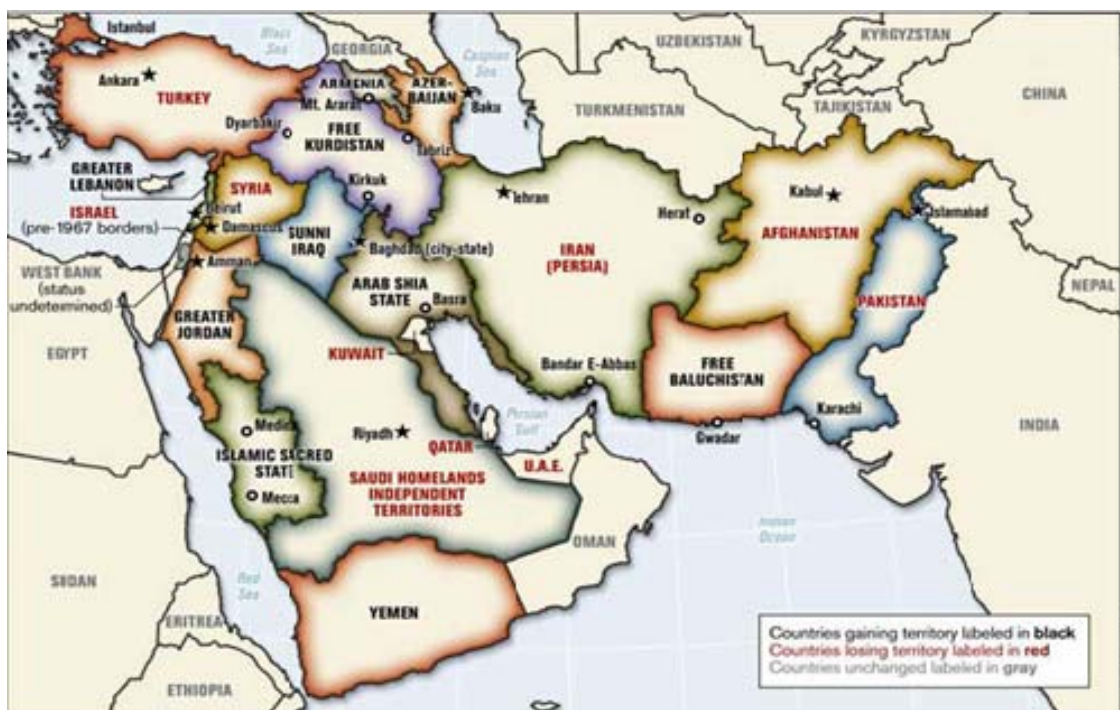 Istanbul
Black
Sea
GEORGIA
Caspian
Sea
UZBEKISTAN
KYRGYZSTAN
Ankara
TURKEY
ARMENIA
Mt. Ararat
AZER-
BAIJAN
Baku
TURKMENISTAN
TAJIKISTAN
CHINA
Dyarbakir
FREE
KURDISTAN
Tabriz
GREATER
LEBANON
SYRIA
Kirkuk
Tehran
Herat
Kabul
Islamabad
ISRAEL
(pre-1967 borders)
Beirut
Damascus
SUNNI
IRAQ
Baghdad (city-state)
IRAN
(PERSIA)
AFGHANISTAN
WEST BANK
(status
undetermined)
Amman
ARAB SHIA
STATE
Basra
PAKISTAN
NEPAL
GREATER
JORDAN
EGYPT
KUWAIT
Bandar E-Abbas
FREE
BALUCHISTAN
Persian
Gulf
Karachi
Gwadar
INDIA
Medina
ISLAMIC SACRED
STATE
Mecca
Riyadh
QATAR
U.A.E.
SAUDI HOMELANDS
INDEPENDENT
TERRITORIES
OMAN
Indian
Ocean
SUDAN
Red
Sea
YEMEN
ERITREA
ETHIOPIA
Countries gaining territory labeled in black
Countries losing territory labeled in red
Countries unchanged labeled in gray